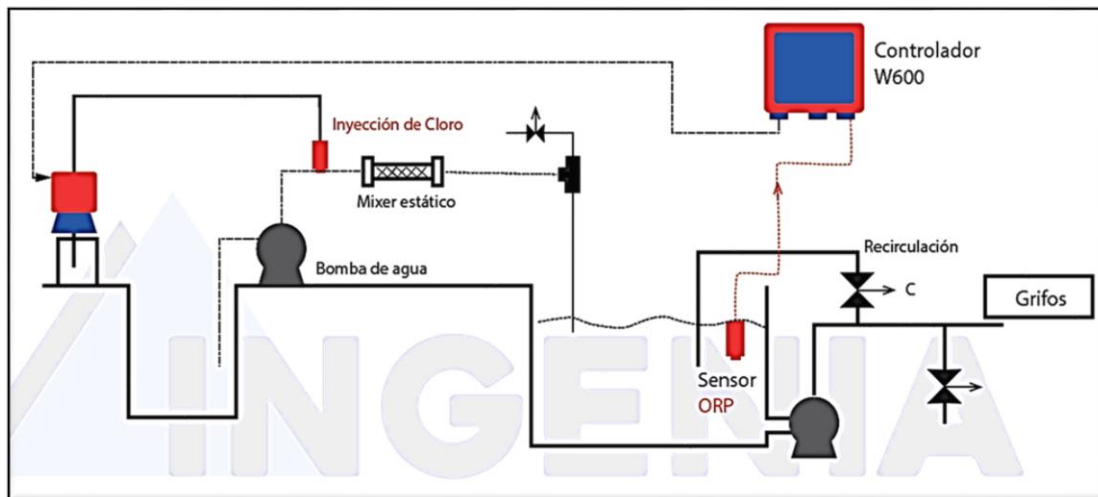 Controlador
W600
Inyección de Cloro
Mixer estático
Bomba de agua
Recirculación
C
Grifos
Sensor
ORP
INGENIA